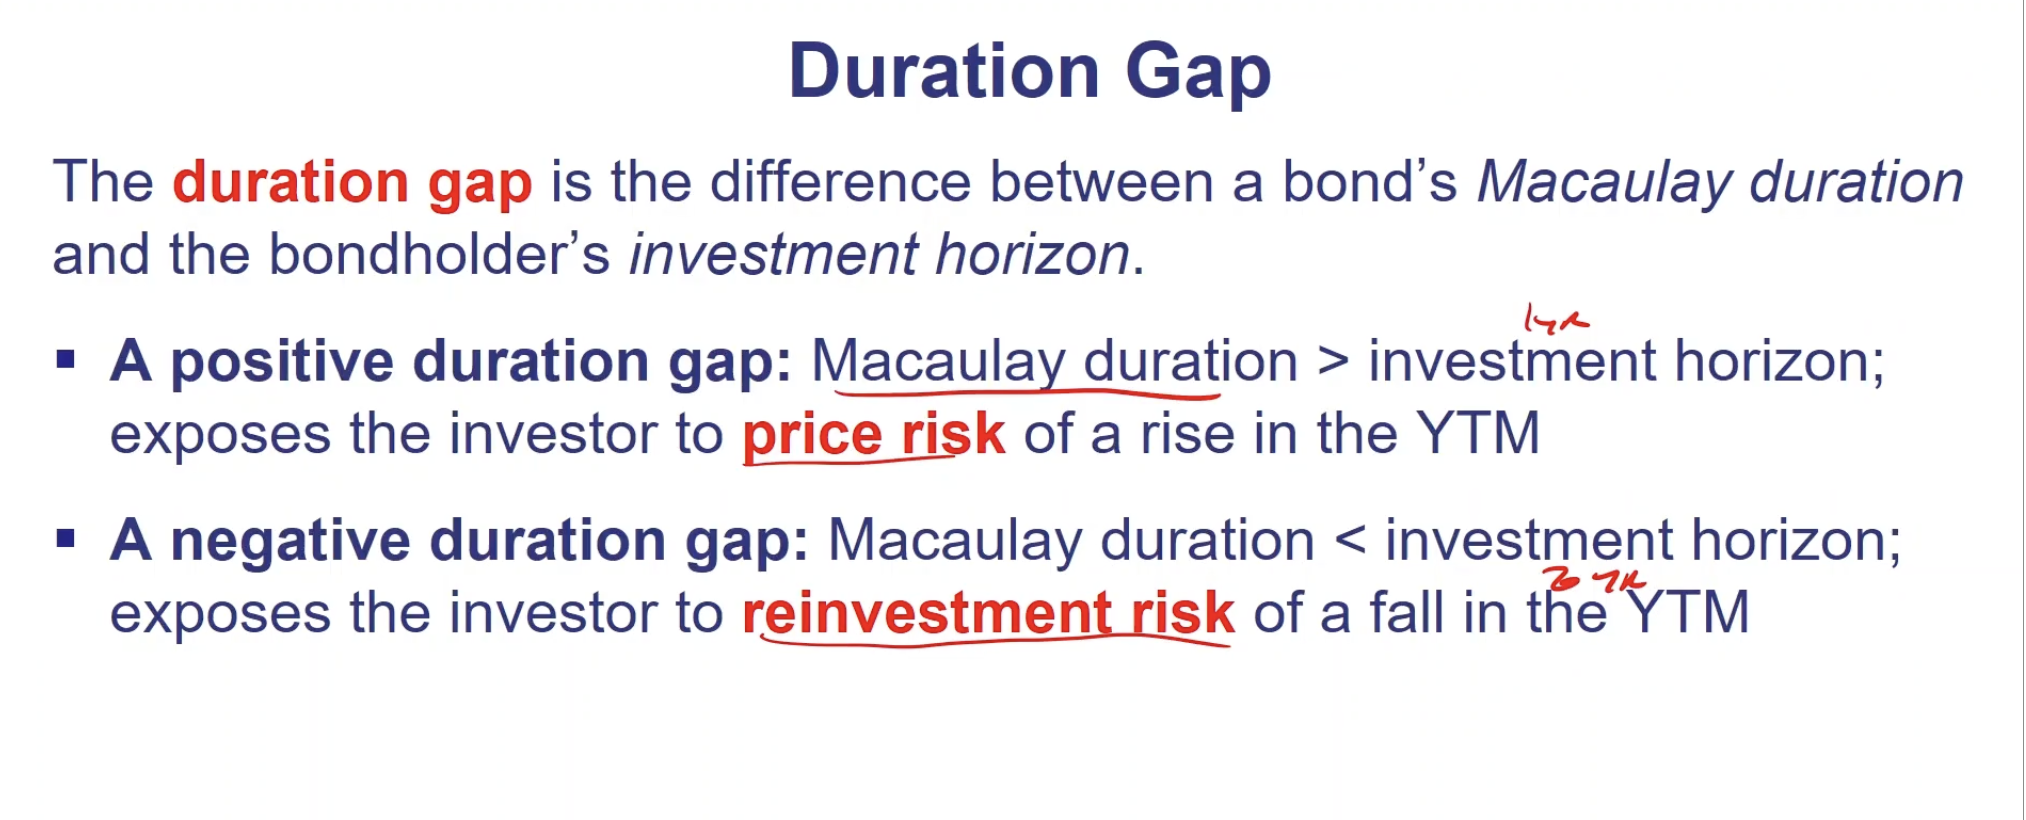 Duration Gap
The duration gap is the difference between a bond’s Macaulay duration
and the bondholder’s investment horizon.
1yr
▪ A positive duration gap: Macaulay duration > investment horizon;
exposes the investor to price risk of a rise in the YTM
▪ A negative duration gap: Macaulay duration < investment horizon;
yr
exposes the investor to reinvestment risk of a fall in the YTM